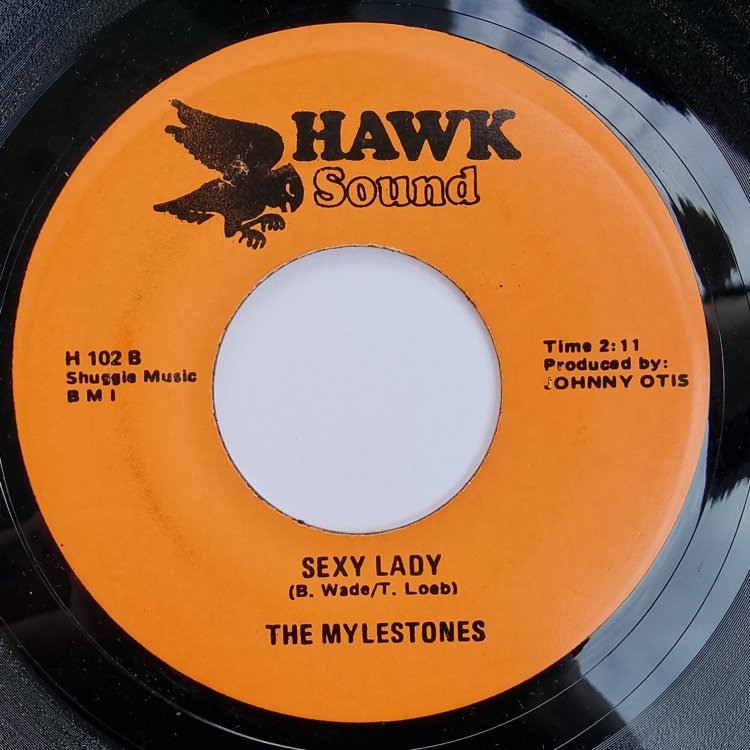 HAWK
Sound
H 102 B
Shuggie Music
B M I
Time 2:11
Produced by:
JOHNNY OTIS
SEXY LADY
(B. Wade/T. Loeb)
THE MYLESTONES